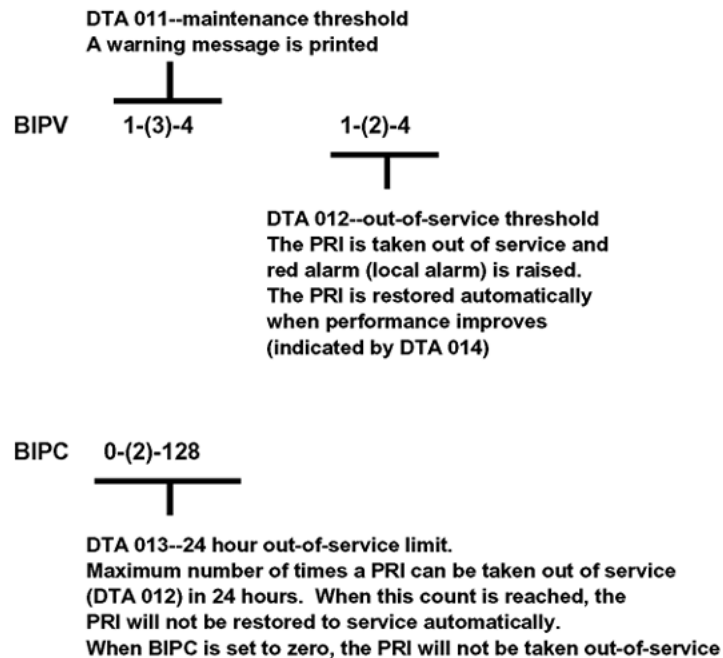 DTA 011--maintenance threshold
A warning message is printed
BIPV 1-(3)-4 1-(2)-4
DTA 012--out-of-service threshold
The PRI is taken out of service and
red alarm (local alarm) is raised.
The PRI is restored automatically
when performance improves
(indicated by DTA 014)
BIPC 0-(2)-128
DTA 013--24 hour out-of-service limit.
Maximum number of times a PRI can be taken out of service
(DTA 012) in 24 hours. When this count is reached, the
PRI will not be restored to service automatically.
When BIPC is set to zero, the PRI will not be taken out-of-service